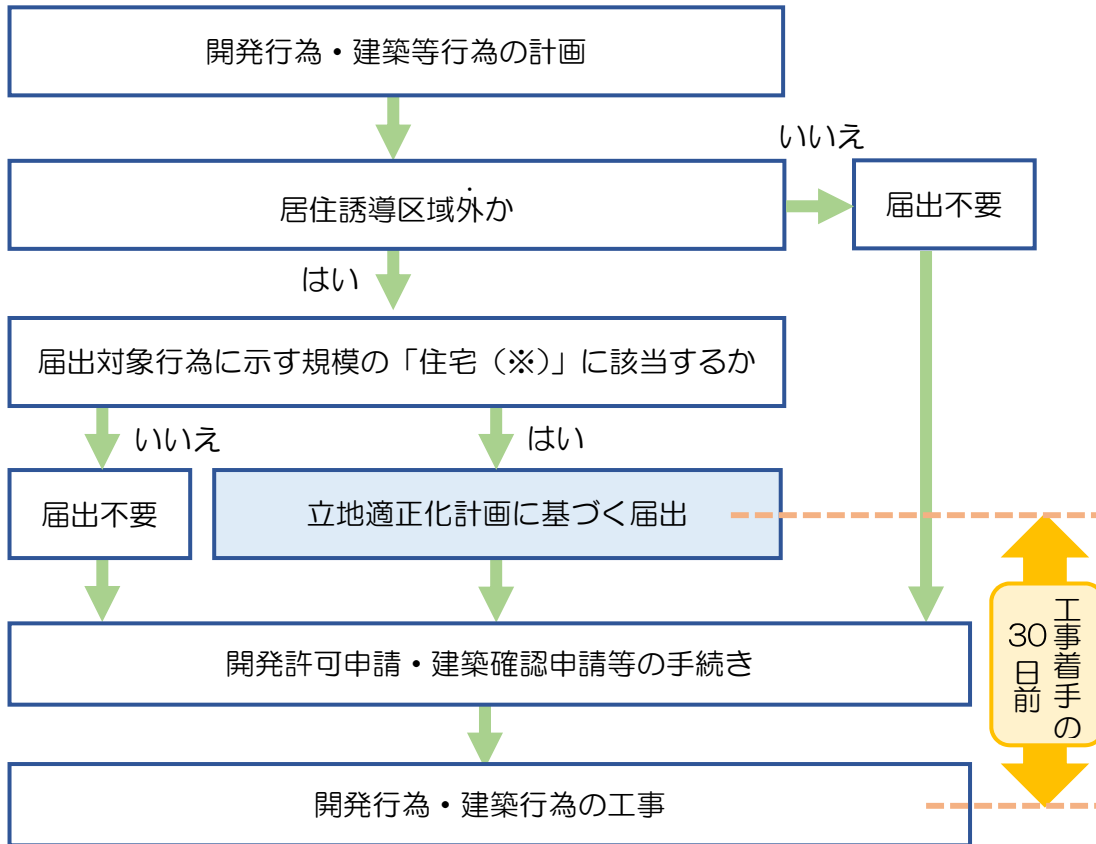 開発行為・建築等行為の計画
いいえ
居住誘導区域外か
届出不要
はい
届出対象行為に示す規模の「住宅（※）」に該当するか
いいえ
はい
届出不要
立地適正化計画に基づく届出
工事着手の
30日前
開発許可申請・建築確認申請等の手続き
開発行為・建築行為の工事